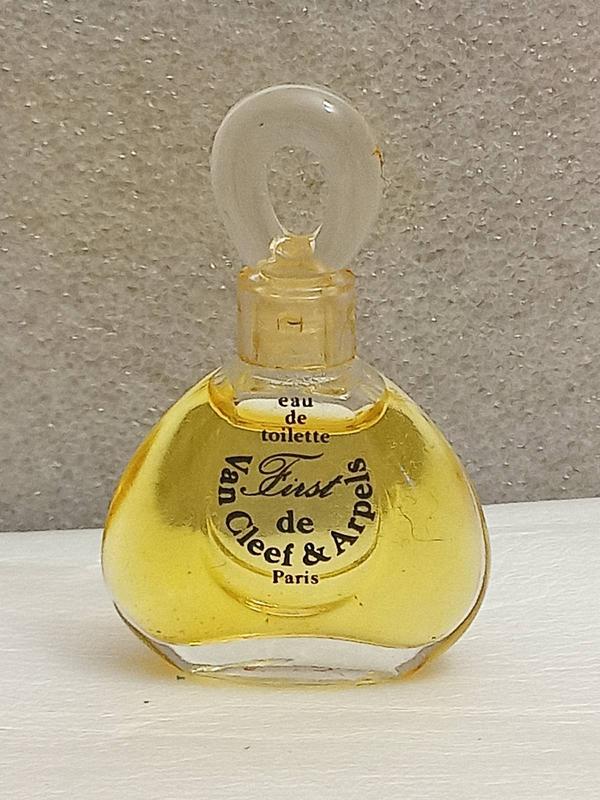 eau
de
toilette
First
de
Van Cleef & Arpels
Paris